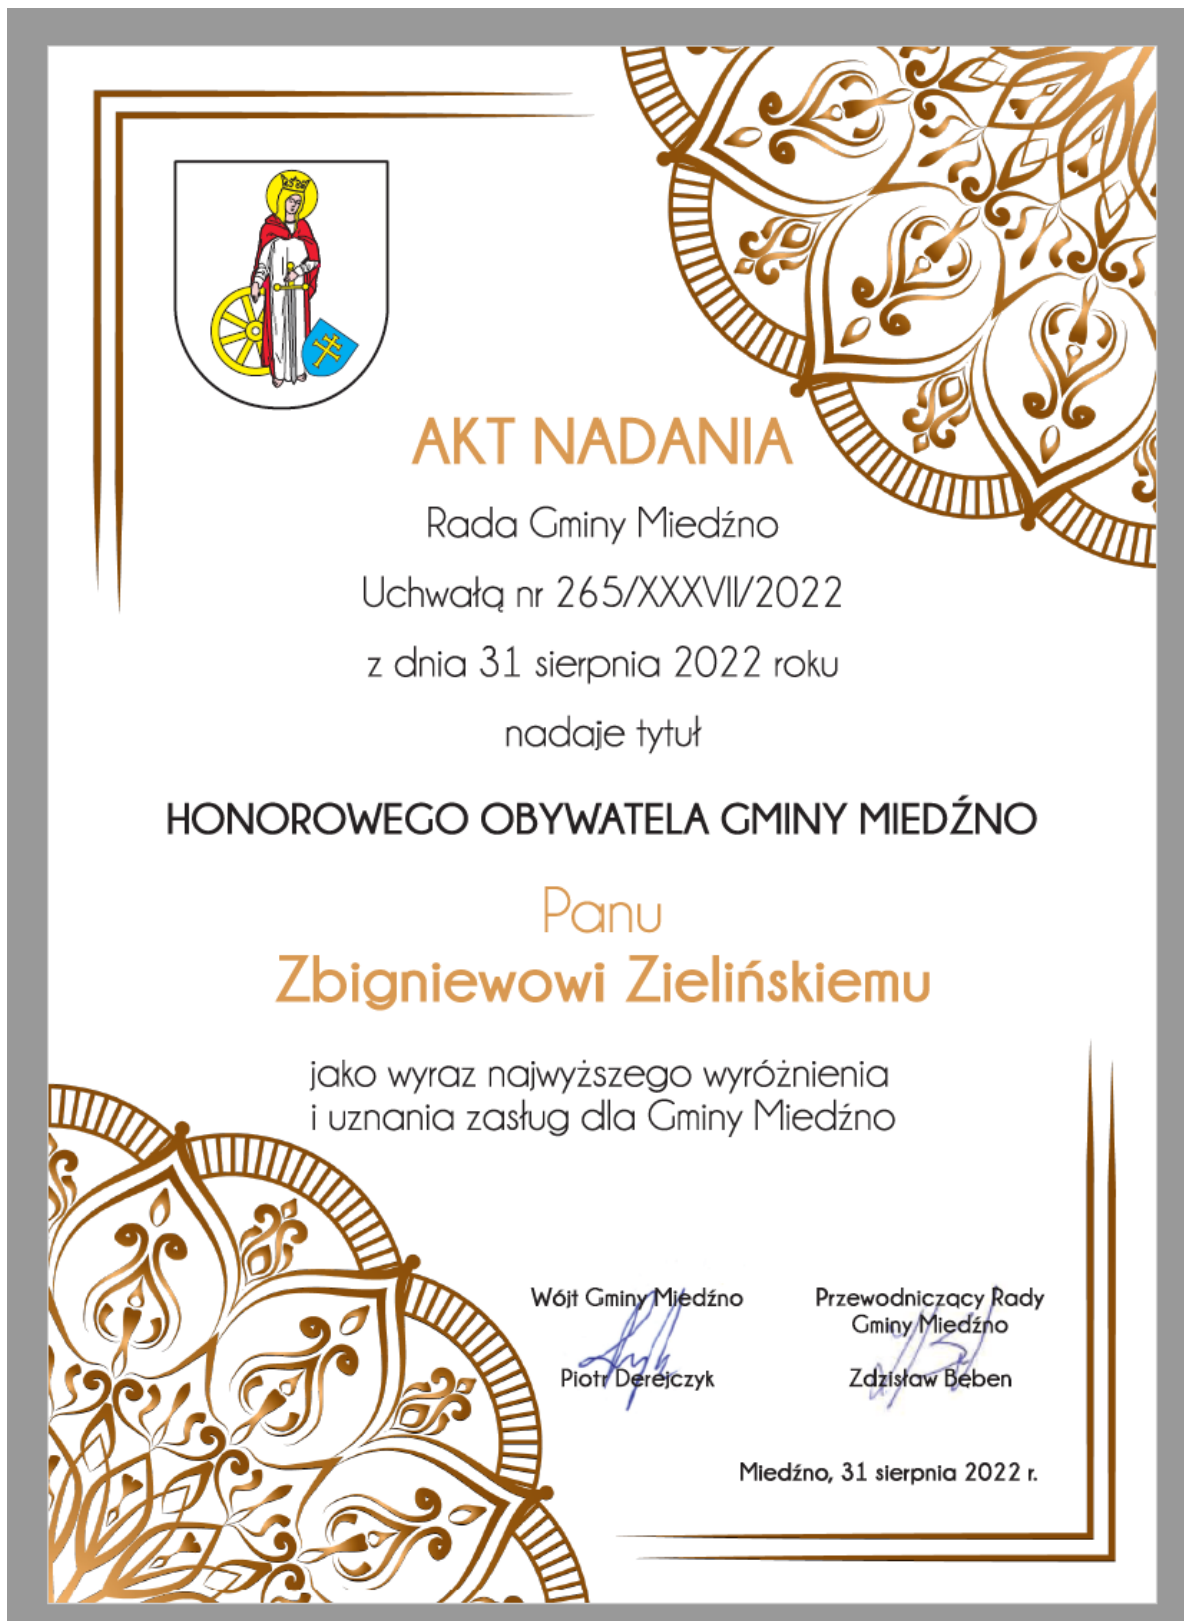 AKT NADANIA
Rada Gminy Miedźno
Uchwałą nr 265/XXXVII/2022
z dnia 31 sierpnia 2022 roku
nadaje tytuł
HONOROWEGO OBYWATELA GMINY MIEDŹNO
Panu
Zbigniewowi Zielińskiemu
jako wyraz najwyższego wyróżnienia
i uznania zasług dla Gminy Miedźno
Wójt Gminy Miedźno
Piotr Derejczyk
Przewodniczący Rady
Gminy Miedźno
Zdzisław Bęben
Miedźno, 31 sierpnia 2022 r.